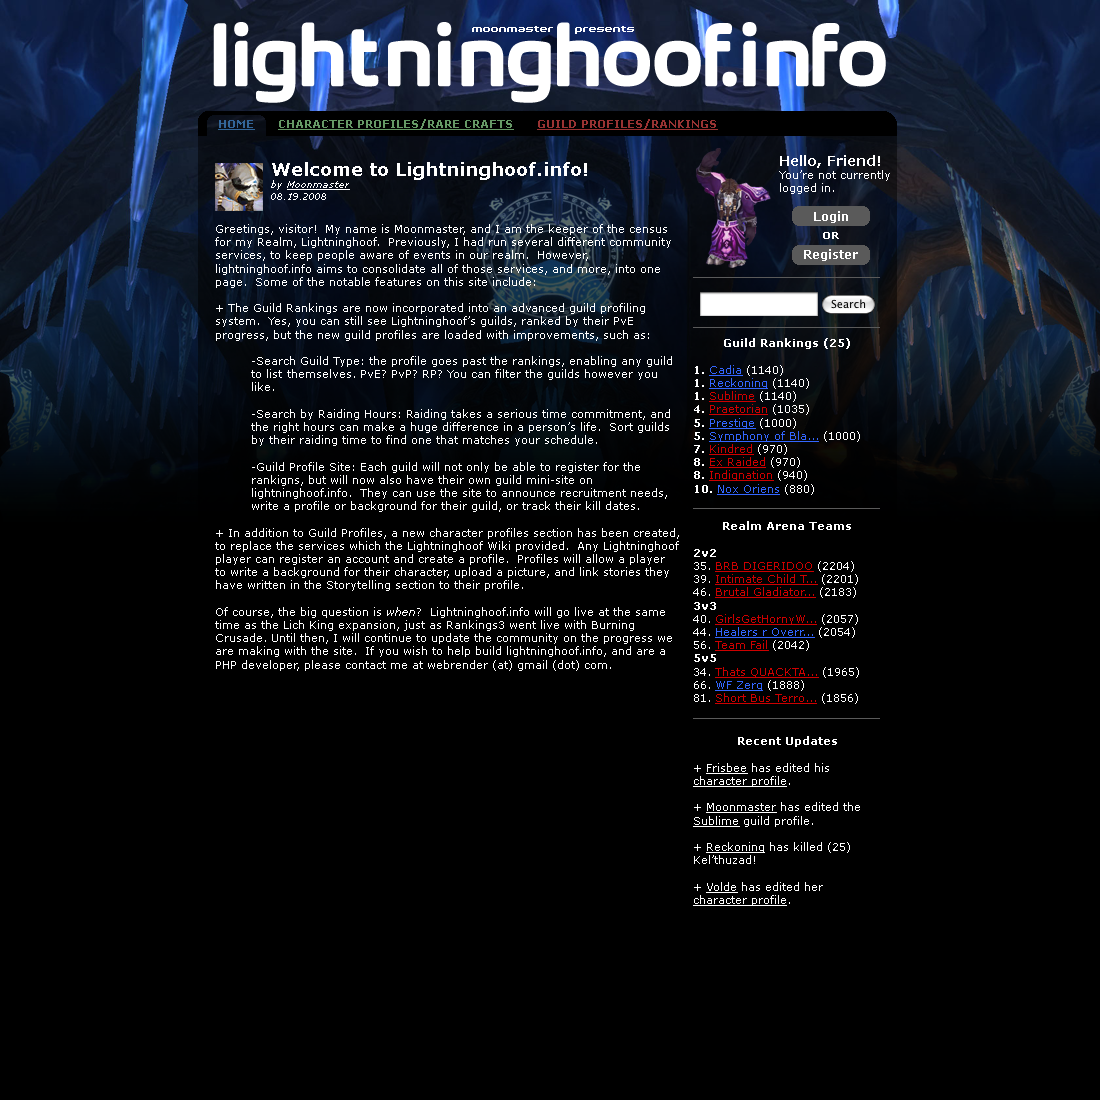 moonmaster presents
lightninghoof.info
HOME CHARACTER PROFILES/RARE CRAFTS GUILD PROFILES/RANKINGS
Welcome to Lightninghoof.info!
by Moonmaster
08.19.2008
Greetings, visitor!  My name is Moonmaster, and I am the keeper of the census
for my Realm, Lightninghoof.  Previously, I had run several different community
services, to keep people aware of events in our realm.  However,
lightninghoof.info aims to consolidate all of those services, and more, into one
page.  Some of the notable features on this site include:
+ The Guild Rankings are now incorporated into an advanced guild profiling
system.  Yes, you can still see Lightninghoof's guilds, ranked by their PvE
progress, but the new guild profiles are loaded with improvements, such as:
-Search Guild Type: the profile goes past the rankings, enabling any guild
to list themselves. PvE? PvP? RP? You can filter the guilds however you
like.
-Search by Raiding Hours: Raiding takes a serious time commitment, and
the right hours can make a huge difference in a person's life.  Sort guilds
by their raiding time to find one that matches your schedule.
-Guild Profile Site: Each guild will not only be able to register for the
rankigns, but will now also have their own guild mini-site on
lightninghoof.info.  They can use the site to announce recruitment needs,
write a profile or background for their guild, or track their kill dates.
+ In addition to Guild Profiles, a new character profiles section has been created,
to replace the services which the Lightninghoof Wiki provided.  Any Lightninghoof
player can register an account and create a profile.  Profiles will allow a player
to write a background for their character, upload a picture, and link stories they
have written in the Storytelling section to their profile.
Of course, the big question is when?  Lightninghoof.info will go live at the same
time as the Lich King expansion, just as Rankings3 went live with Burning
Crusade. Until then, I will continue to update the community on the progress we
are making with the site.  If you wish to help build lightninghoof.info, and are a
PHP developer, please contact me at webrender (at) gmail (dot) com.
Hello, Friend!
You're not currently
logged in.
Login
OR
Register
Search
Guild Rankings (25)
1. Cadia (1140)
1. Reckoning (1140)
1. Sublime (1140)
4. Praetorian (1035)
5. Prestige (1000)
5. Symphony of Bla... (1000)
7. Kindred (970)
8. Ex Raided (970)
8. Indignation (940)
10. Nox Oriens (880)
Realm Arena Teams
2v2
35. BRB DIGERIDOO (2204)
39. Intimate Child T... (2201)
46. Brutal Gladiator... (2183)
3v3
40. GirlsGetHornyW... (2057)
44. Healers r Overr... (2054)
56. Team Fail (2042)
5v5
34. Thats QUACKTA... (1965)
66. WF Zerg (1888)
81. Short Bus Terro... (1856)
Recent Updates
+ Frisbee has edited his
character profile.
+ Moonmaster has edited the
Sublime guild profile.
+ Reckoning has killed (25)
Kel'thuzad!
+ Volde has edited her
character profile.